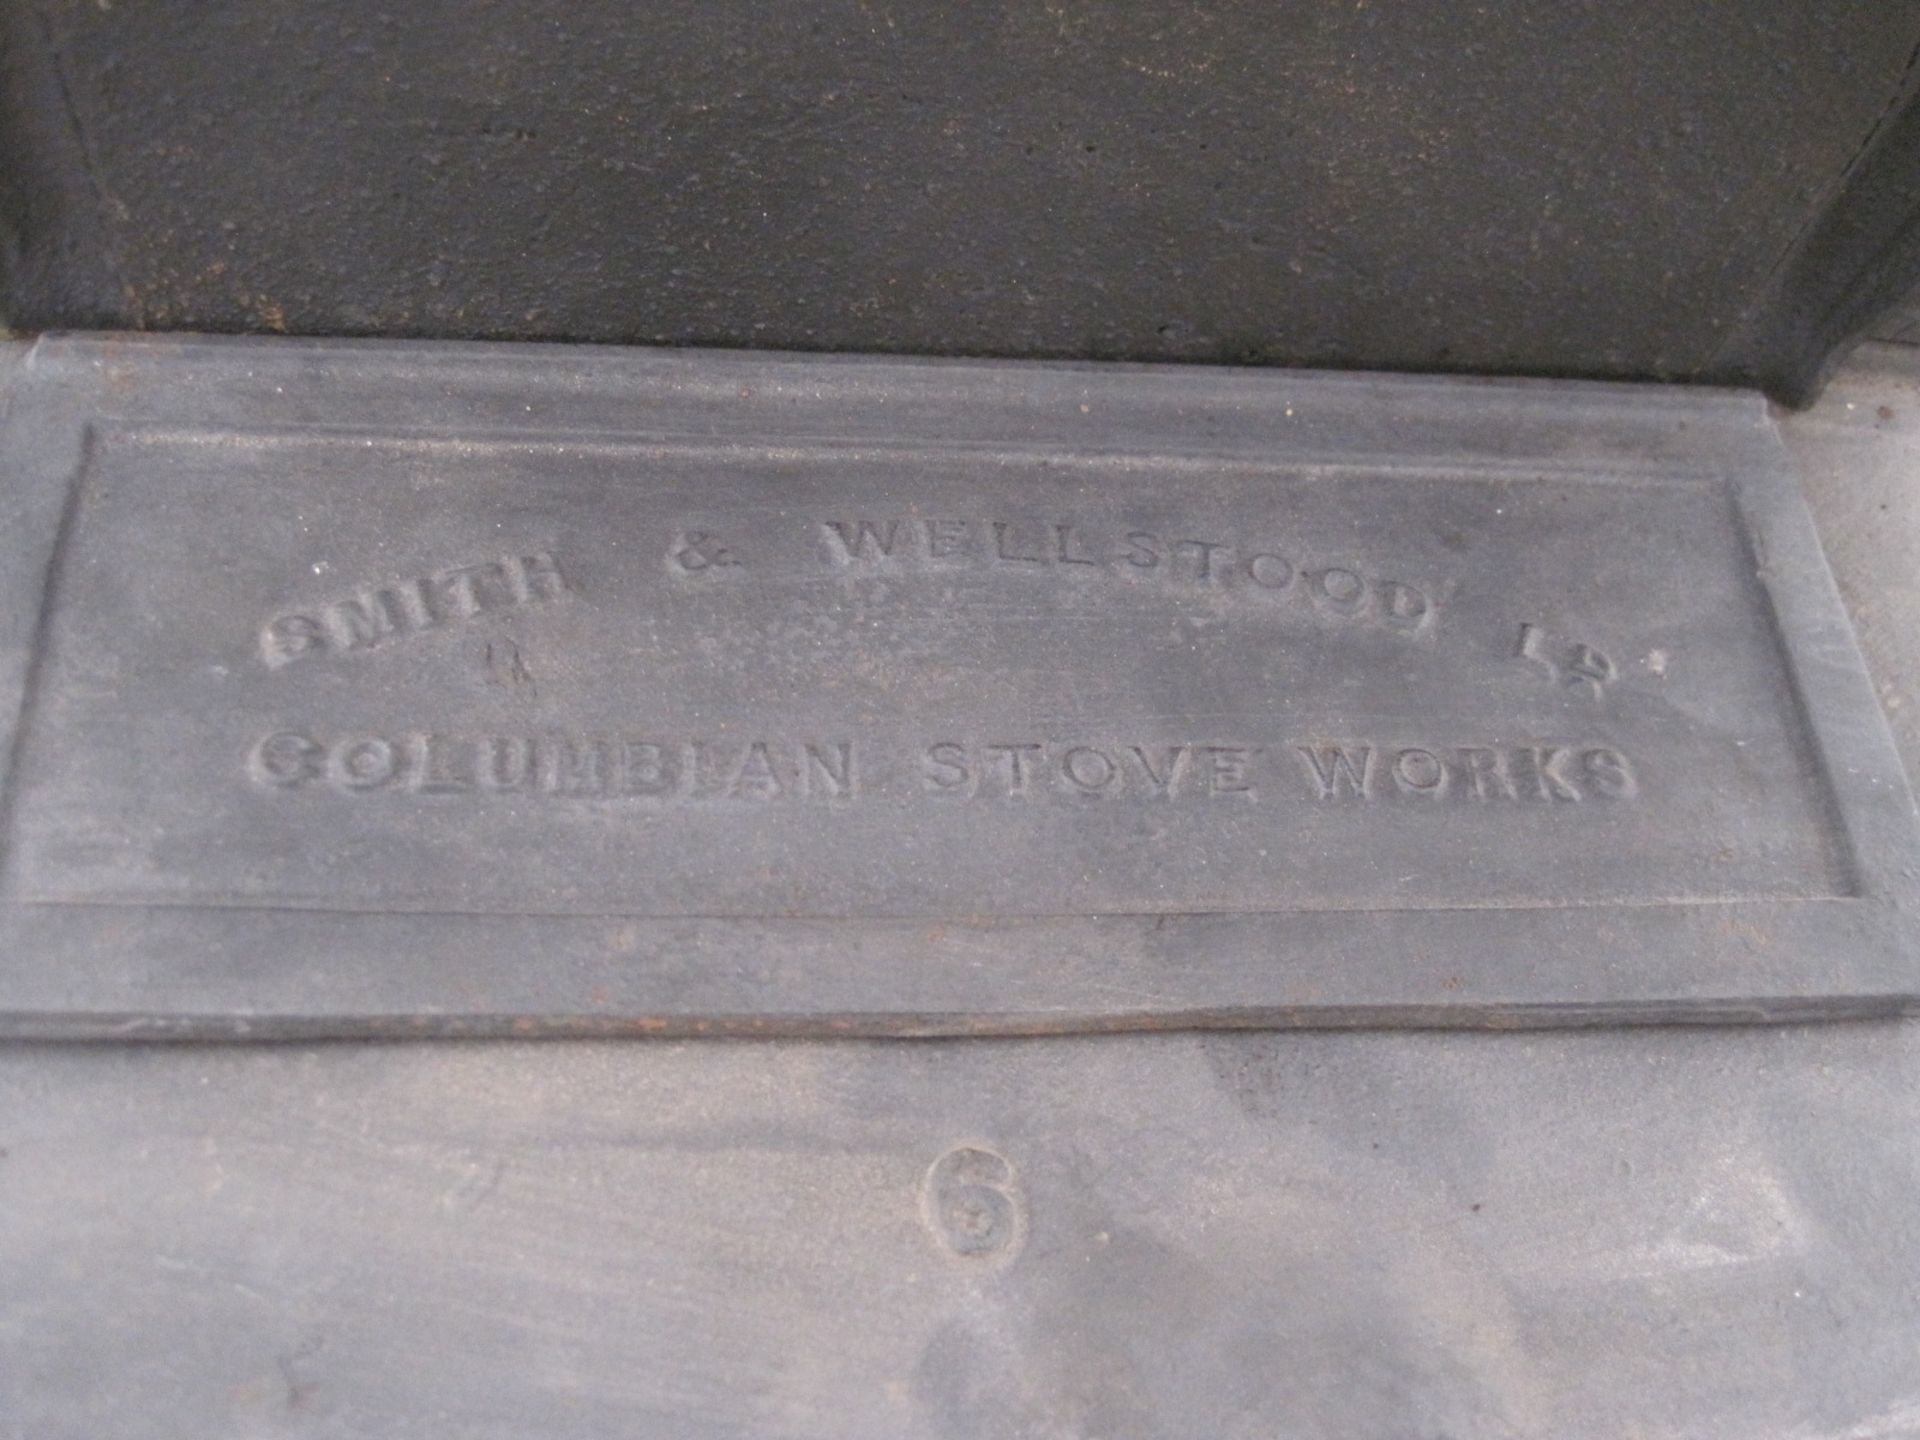 SMITH & WELLSTOOD LD
COLUMBIAN STOVE WORKS
6